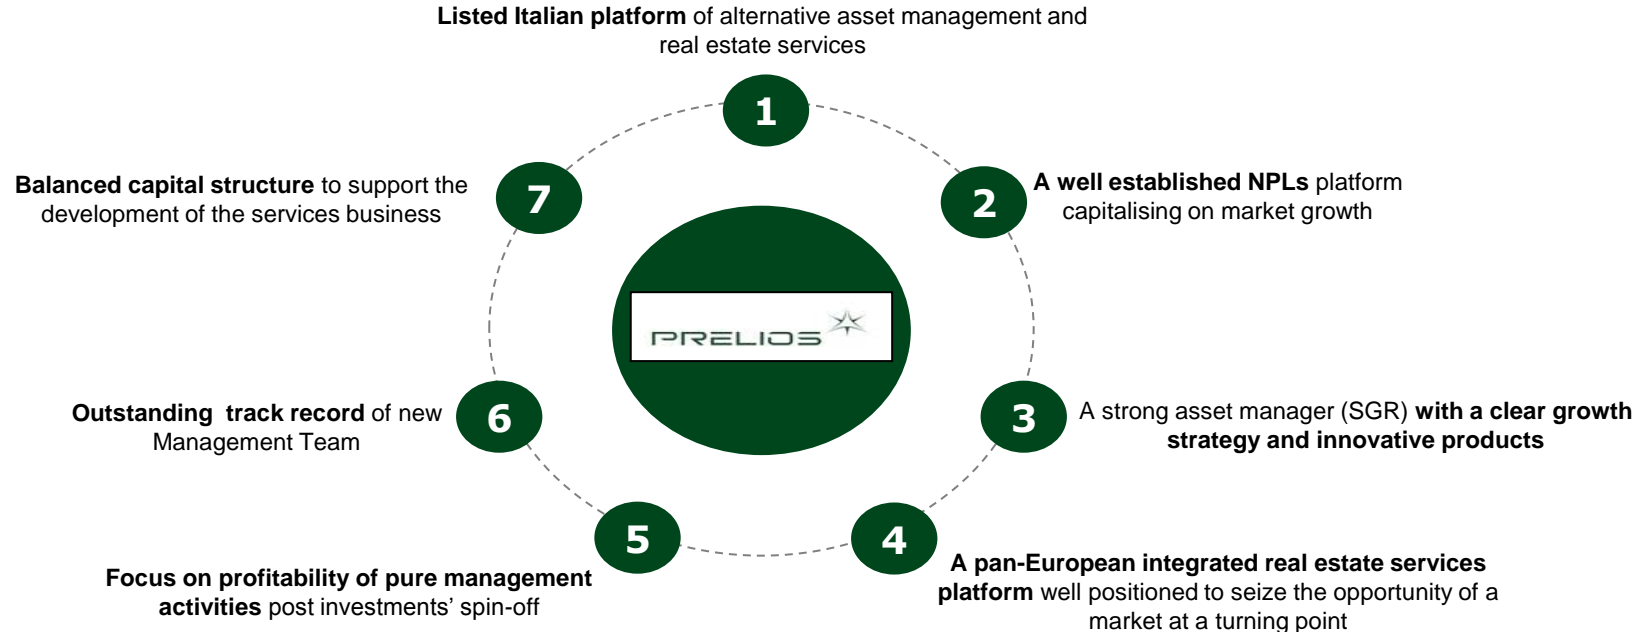 Listed Italian platform of alternative asset management and
real estate services
1
2
A well established NPLs platform
capitalising on market growth
3
A strong asset manager (SGR) with a clear growth
strategy and innovative products
4
A pan-European integrated real estate services
platform well positioned to seize the opportunity of a
market at a turning point
5
Focus on profitability of pure management
activities post investments’ spin-off
6
Outstanding  track record of new
Management Team
7
Balanced capital structure to support the
development of the services business
PRELIOS